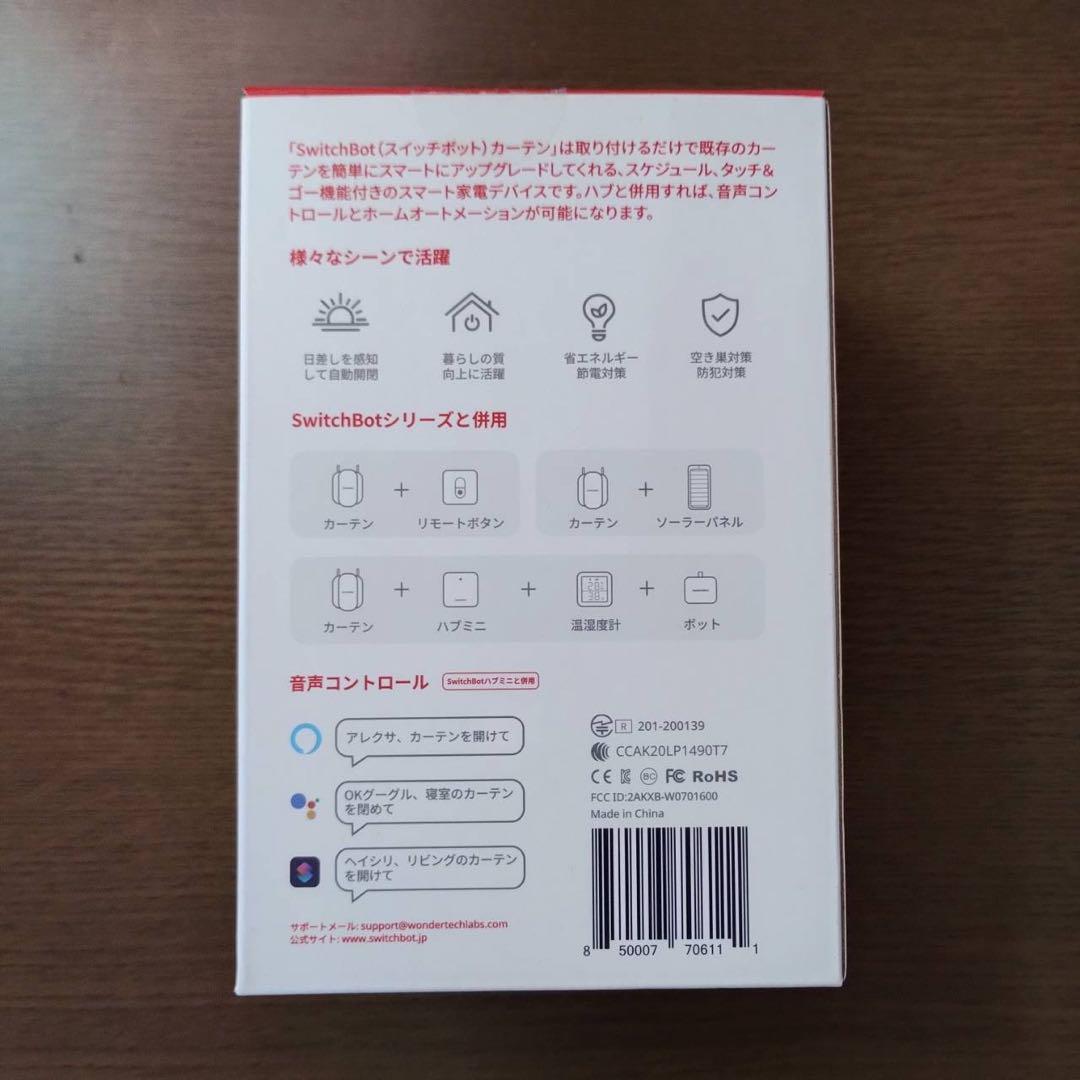 「SwitchBot（スイッチボット）カーテン」は取り付けるだけで既存のカー
テンを簡単にスマートにアップグレードしてくれる、スケジュール、タッチ&
ゴー機能付きのスマート家電デバイスです。ハブと併用すれば、音声コン
トロールとホームオートメーションが可能になります。
様々なシーンで活躍
日差しを感知
して自動開閉
暮らしの質
向上に活躍
省エネルギー
節電対策
空き巣対策
防犯対策
SwitchBotシリーズと併用
カーテン + リモートボタン
カーテン + ソーラーパネル
カーテン + ハブミニ + 温湿度計 + ボット
音声コントロール SwitchBotハブミニと併用
アレクサ、カーテンを開けて
OKグーグル、寝室のカーテン
を閉めて
ヘイシリ、リビングのカーテン
を開けて
サポートメール: support@wondertechlabs.com
公式サイト: www.switchbot.jp
R 201-200139
CCAK20LP1490T7
CE BC FC RoHS
FCC ID:2AKXB-W0701600
Made in China
8 50007 70611 1